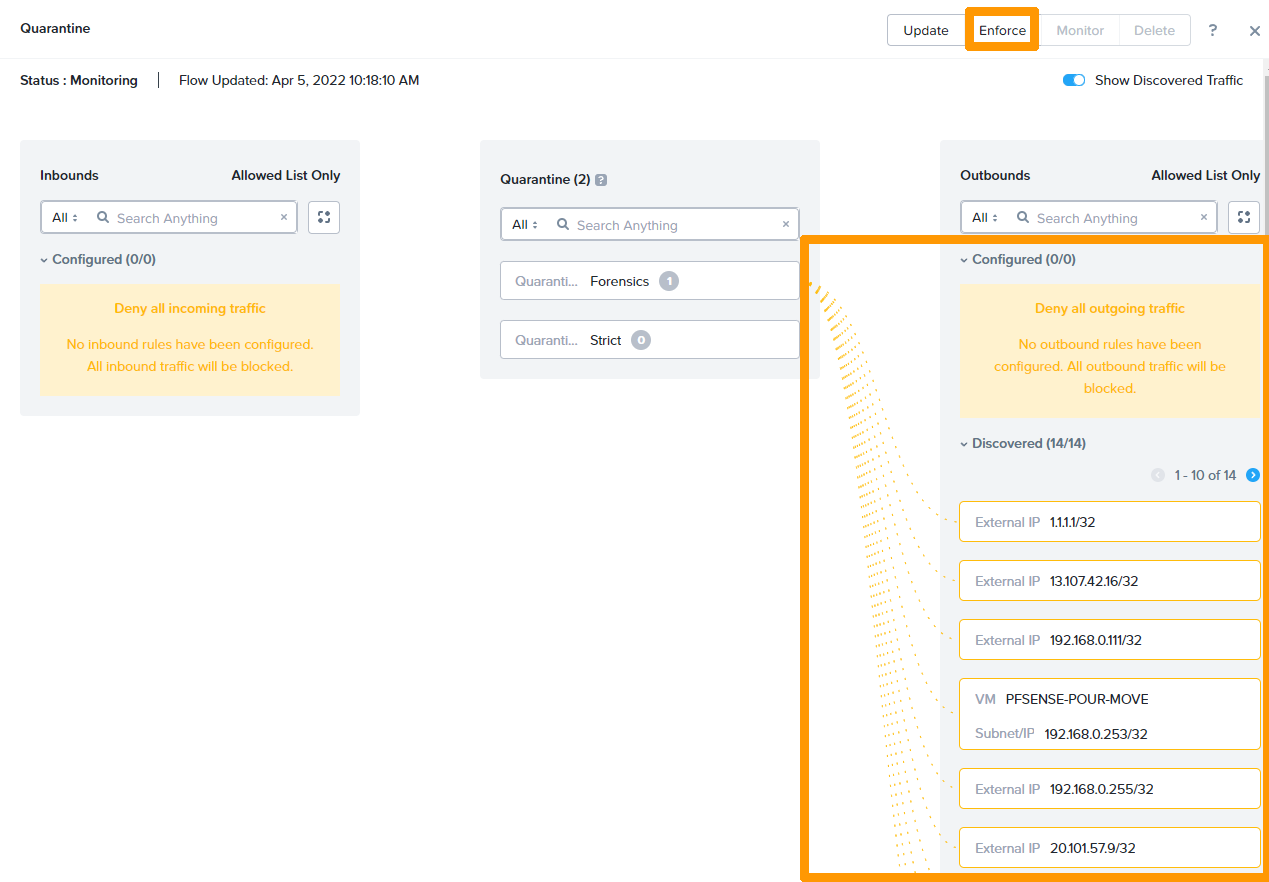 Quarantine
Update Enforce Monitor Delete ? ×
Status : Monitoring Flow Updated: Apr 5, 2022 10:18:10 AM Show Discovered Traffic
Inbounds Allowed List Only
All Search Anything ×
Configured (0/0)
Deny all incoming traffic
No inbound rules have been configured.
All inbound traffic will be blocked.
Quarantine (2) ?
All Search Anything ×
Quaranti... Forensics 1
Quaranti... Strict 0
Outbounds Allowed List Only
All Search Anything ×
Configured (0/0)
Deny all outgoing traffic
No outbound rules have been
configured. All outbound traffic will be
blocked.
Discovered (14/14)
1 - 10 of 14
External IP 1.1.1.1/32
External IP 13.107.42.16/32
External IP 192.168.0.111/32
VM PFSENSE-POUR-MOVE
Subnet/IP 192.168.0.253/32
External IP 192.168.0.255/32
External IP 20.101.57.9/32